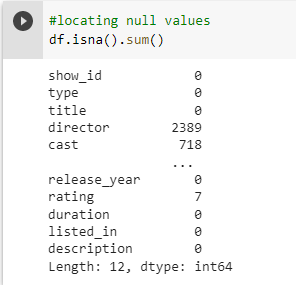 #locating null values
df.isna().sum()
show_id 0
type 0
title 0
director 2389
cast 718
...
release_year 0
rating 7
duration 0
listed_in 0
description 0
Length: 12, dtype: int64